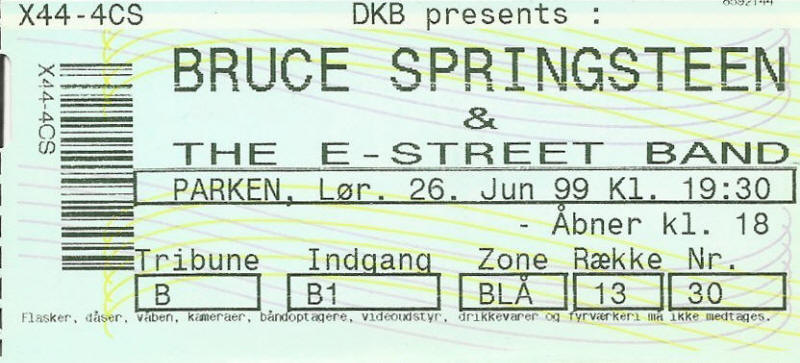 X44-4CS DKB presents :
BRUCE SPRINGSTEEN
&
THE E-STREET BAND
X44-4CS
PARKEN, Lør. 26. Jun 99 Kl. 19:30
- Åbner kl. 18
Tribune Indgang Zone Række Nr.
B B1 BLÅ 13 30
Flasker, dåser, våben, kameraer, båndoptagere, videoudstyr, drikkevarer og fyrværkeri må ikke medtages.